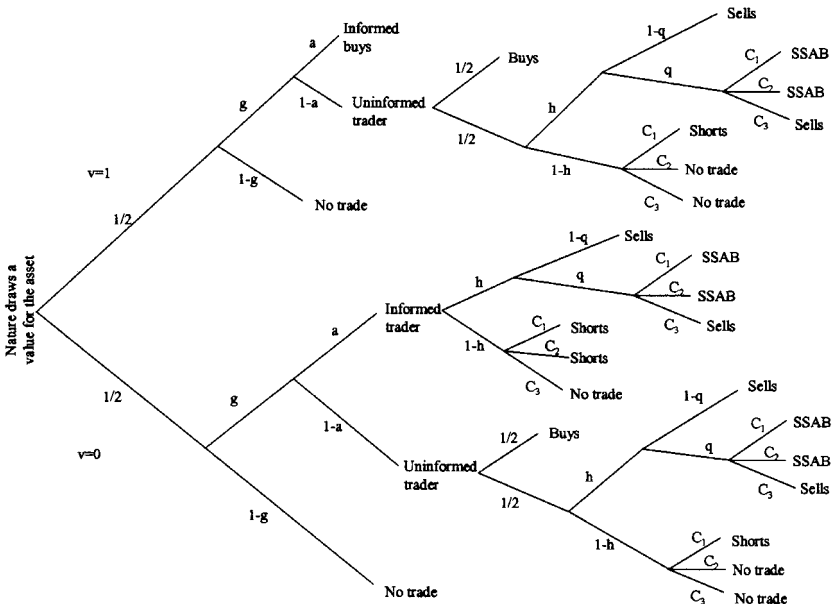 Sells
1-q
Informed
buys
a
Buys
1/2
q
C₁
SSAB
C₂
SSAB
C₃
Sells
g
1-a
Uninformed
trader
h
1/2
C₁
Shorts
C₂
No trade
1-h
C₃
No trade
v=1
1-g
No trade
1/2
Nature draws a
value for the asset
1-q
Sells
h
q
C₁
SSAB
C₂
SSAB
C₃
Sells
a
Informed
trader
1-h
C₁
Shorts
C₂
Shorts
C₃
No trade
1/2
g
1-a
v=0
1-q
Sells
1/2
Buys
Uninformed
trader
h
q
C₁
SSAB
C₂
SSAB
C₃
Sells
1/2
1-g
1-h
C₁
Shorts
C₂
No trade
C₃
No trade
No trade